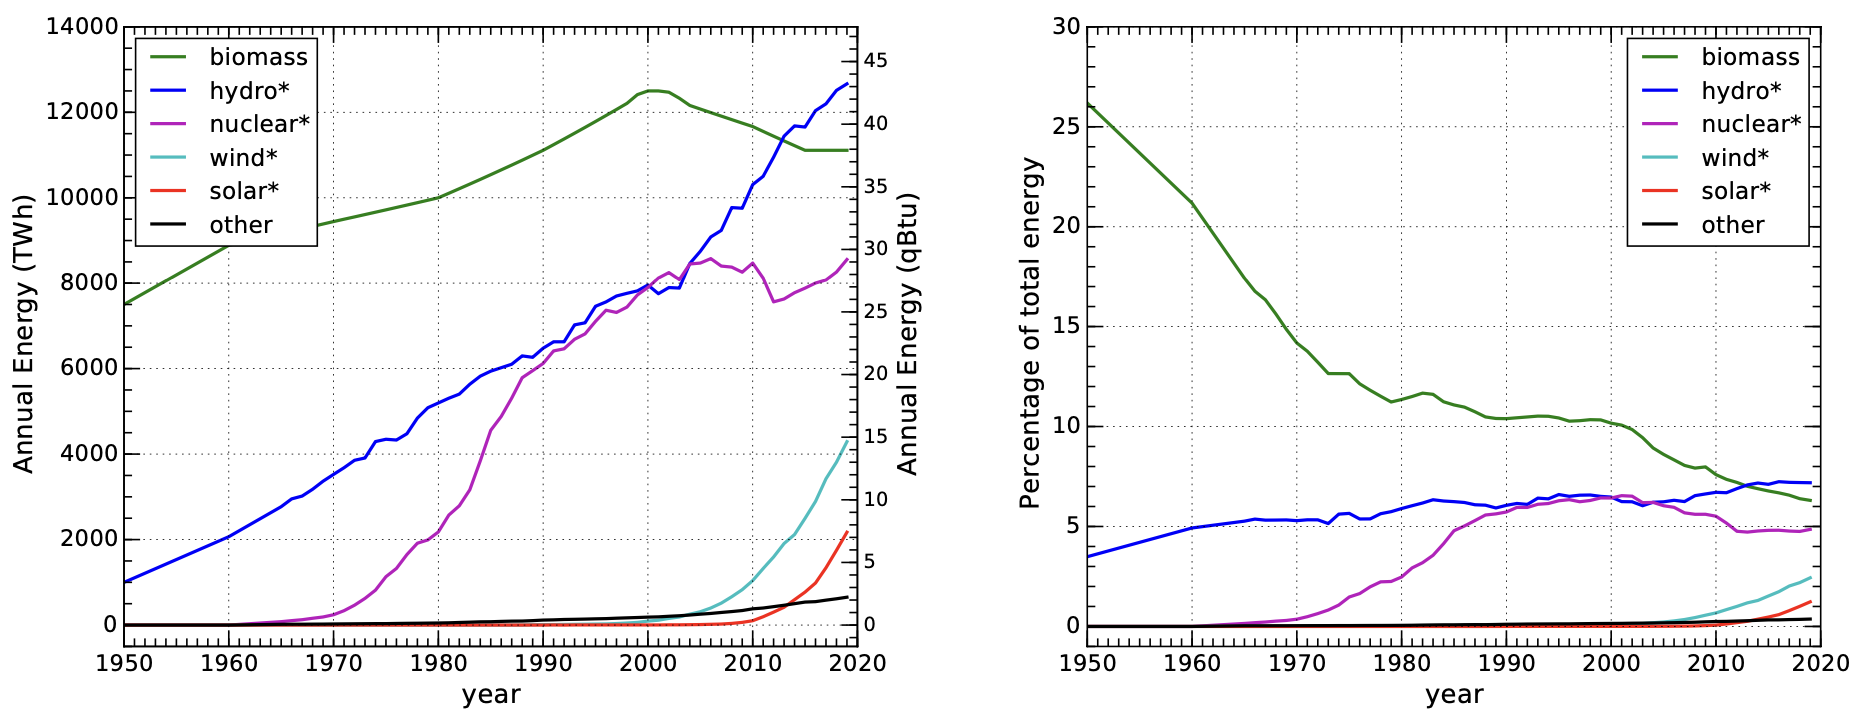 14000
12000
10000
8000
6000
4000
2000
0
Annual Energy (TWh)
biomass
hydro*
nuclear*
wind*
solar*
other
45
40
35
30
25
20
15
10
5
0
Annual Energy (qBtu)
1950 1960 1970 1980 1990 2000 2010 2020
year
30
25
20
15
10
5
0
Percentage of total energy
biomass
hydro*
nuclear*
wind*
solar*
other
1950 1960 1970 1980 1990 2000 2010 2020
year